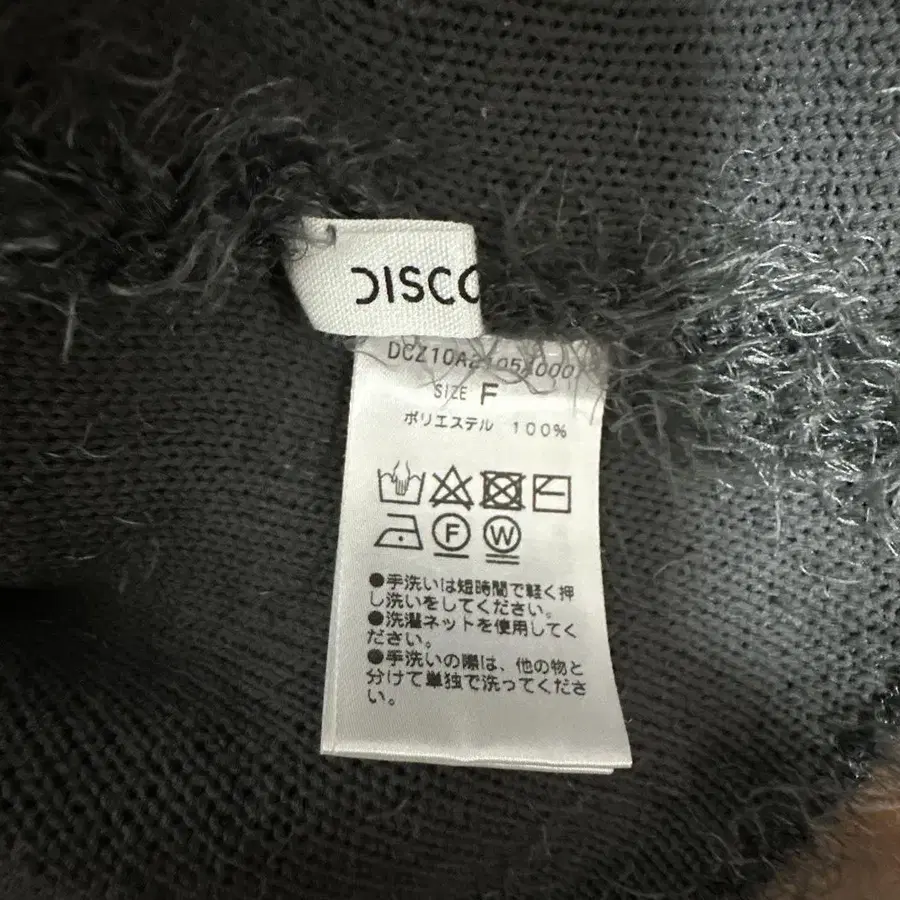 DISCO
SIZE F
ポリエステル 100%
F W
●手洗いは短時間で軽く押
し洗いをしてください。
●洗濯ネットを使用してく
ださい。
●手洗いの際は、他の物と
分けて単独で洗ってくださ
い。